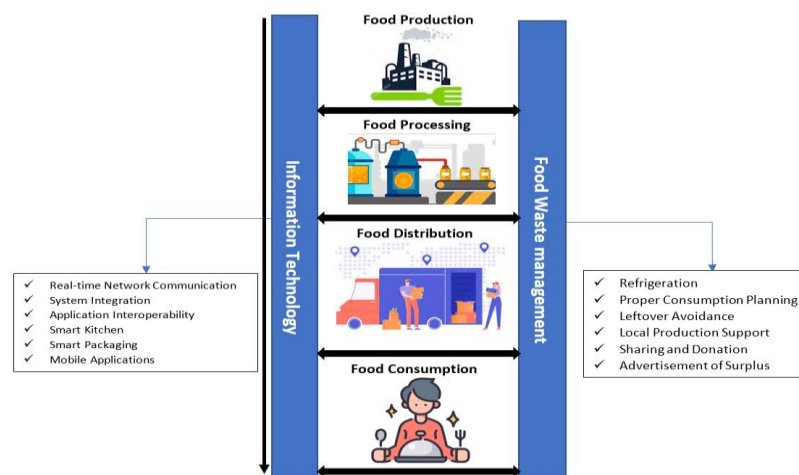 Food Production
Food Processing
Food Distribution
Food Consumption
Information Technology
Food Waste management
✓ Real-time Network Communication
✓ System Integration
✓ Application Interoperability
✓ Smart Kitchen
✓ Smart Packaging
✓ Mobile Applications
✓ Refrigeration
✓ Proper Consumption Planning
✓ Leftover Avoidance
✓ Local Production Support
✓ Sharing and Donation
✓ Advertisement of Surplus